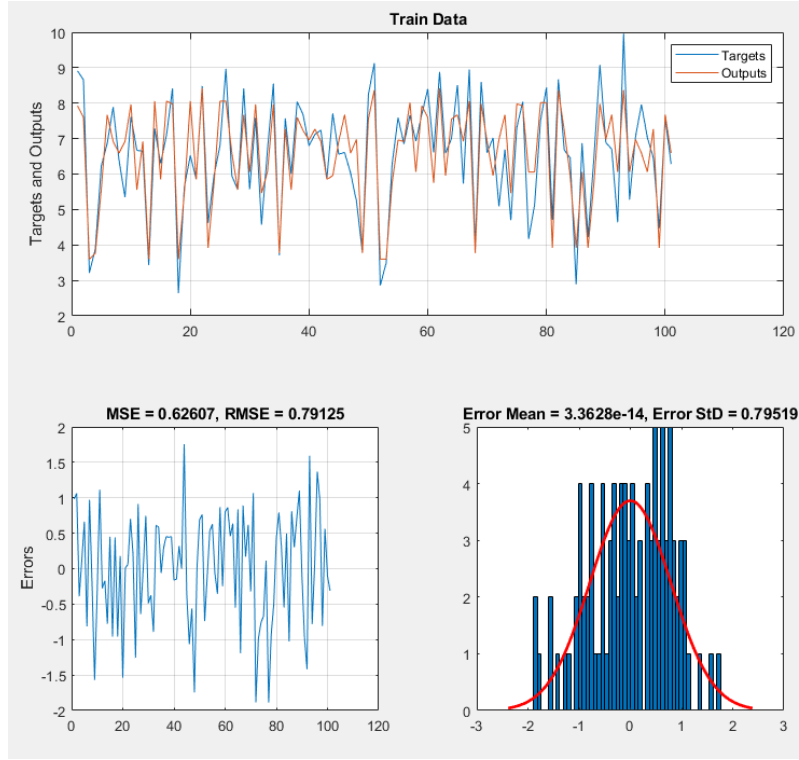 Train Data
10
9
8
7
6
5
4
3
2
Targets and Outputs
Targets
Outputs
0 20 40 60 80 100 120
MSE = 0.62607, RMSE = 0.79125
2
1.5
1
0.5
0
-0.5
-1
-1.5
-2
Errors
0 20 40 60 80 100 120
Error Mean = 3.3628e-14, Error StD = 0.79519
5
4
3
2
1
0
-3 -2 -1 0 1 2 3